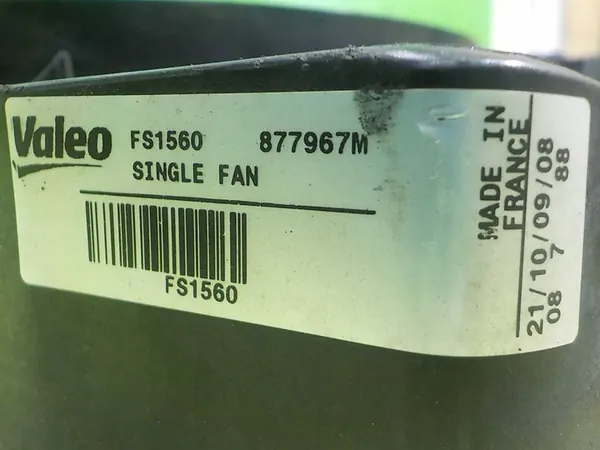 Valeo
FS1560 877967M
SINGLE FAN
FS1560
MADE IN
FRANCE
21/10/09/08
08 7 88